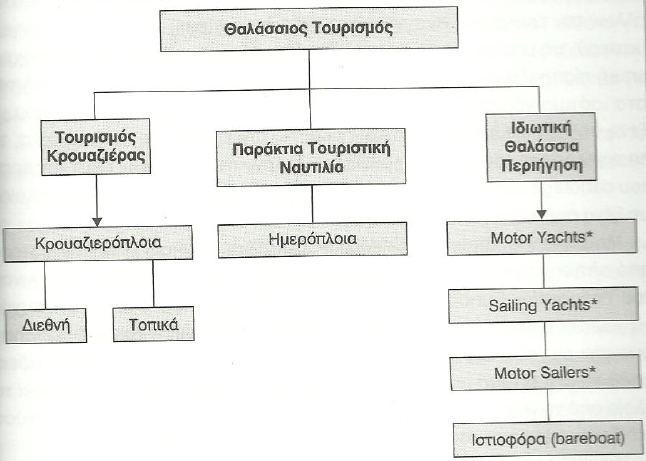 Θαλάσσιος Τουρισμός
Τουρισμός
Κρουαζιέρας
Παράκτια Τουριστική
Ναυτιλία
Ιδιωτική
Θαλάσσια
Περιήγηση
Κρουαζιερόπλοια
Ημερόπλοια
Motor Yachts*
Διεθνή
Τοπικά
Sailing Yachts*
Motor Sailers*
Ιστιοφόρα (bareboat)